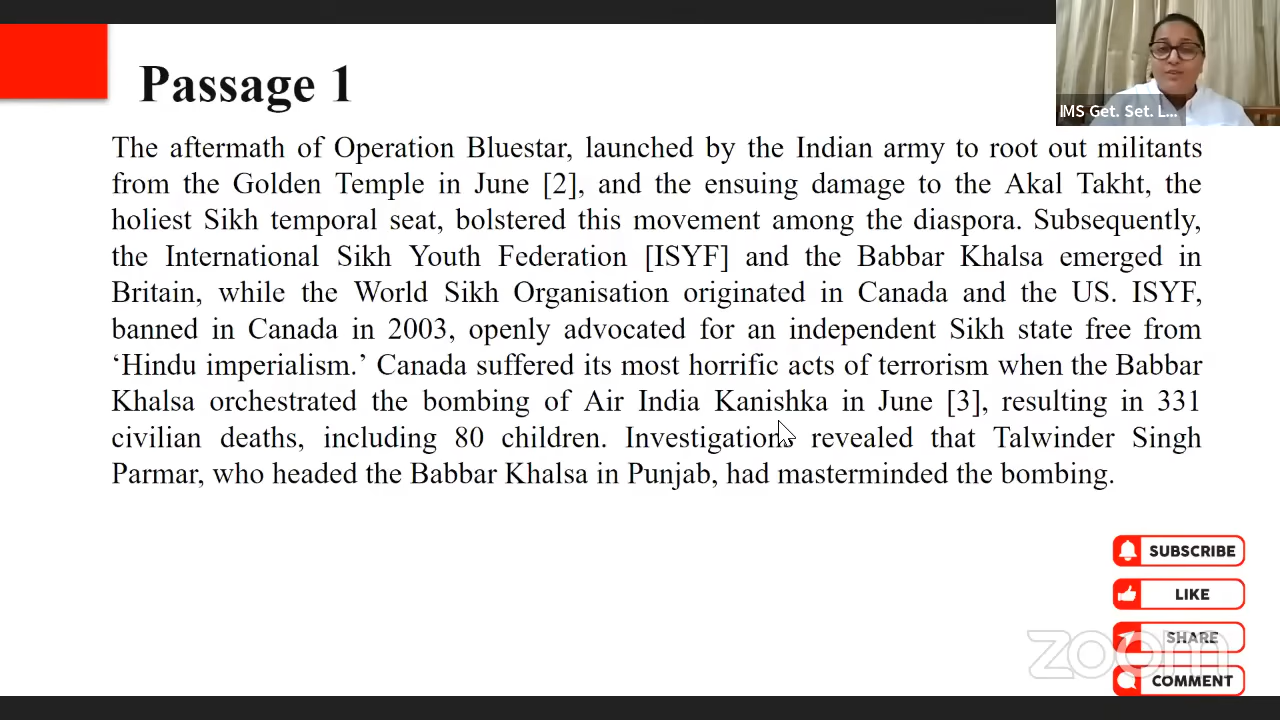 IMS Get. Set. L...
Passage 1
The aftermath of Operation Bluestar, launched by the Indian army to root out militants
from the Golden Temple in June [2], and the ensuing damage to the Akal Takht, the
holiest Sikh temporal seat, bolstered this movement among the diaspora. Subsequently,
the International Sikh Youth Federation [ISYF] and the Babbar Khalsa emerged in
Britain, while the World Sikh Organisation originated in Canada and the US. ISYF,
banned in Canada in 2003, openly advocated for an independent Sikh state free from
‘Hindu imperialism.’ Canada suffered its most horrific acts of terrorism when the Babbar
Khalsa orchestrated the bombing of Air India Kanishka in June [3], resulting in 331
civilian deaths, including 80 children. Investigations revealed that Talwinder Singh
Parmar, who headed the Babbar Khalsa in Punjab, had masterminded the bombing.
SUBSCRIBE
LIKE
SHARE
zoom
COMMENT